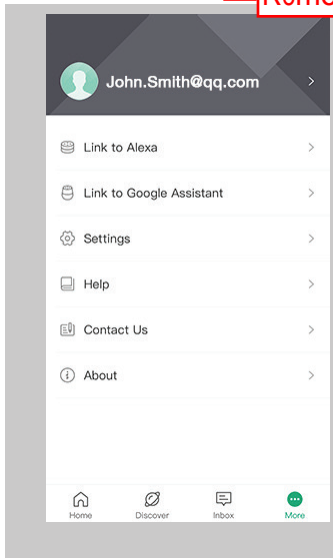 John.Smith@qq.com
Link to Alexa
Link to Google Assistant
Settings
Help
Contact Us
About
Home
Discover
Inbox
More